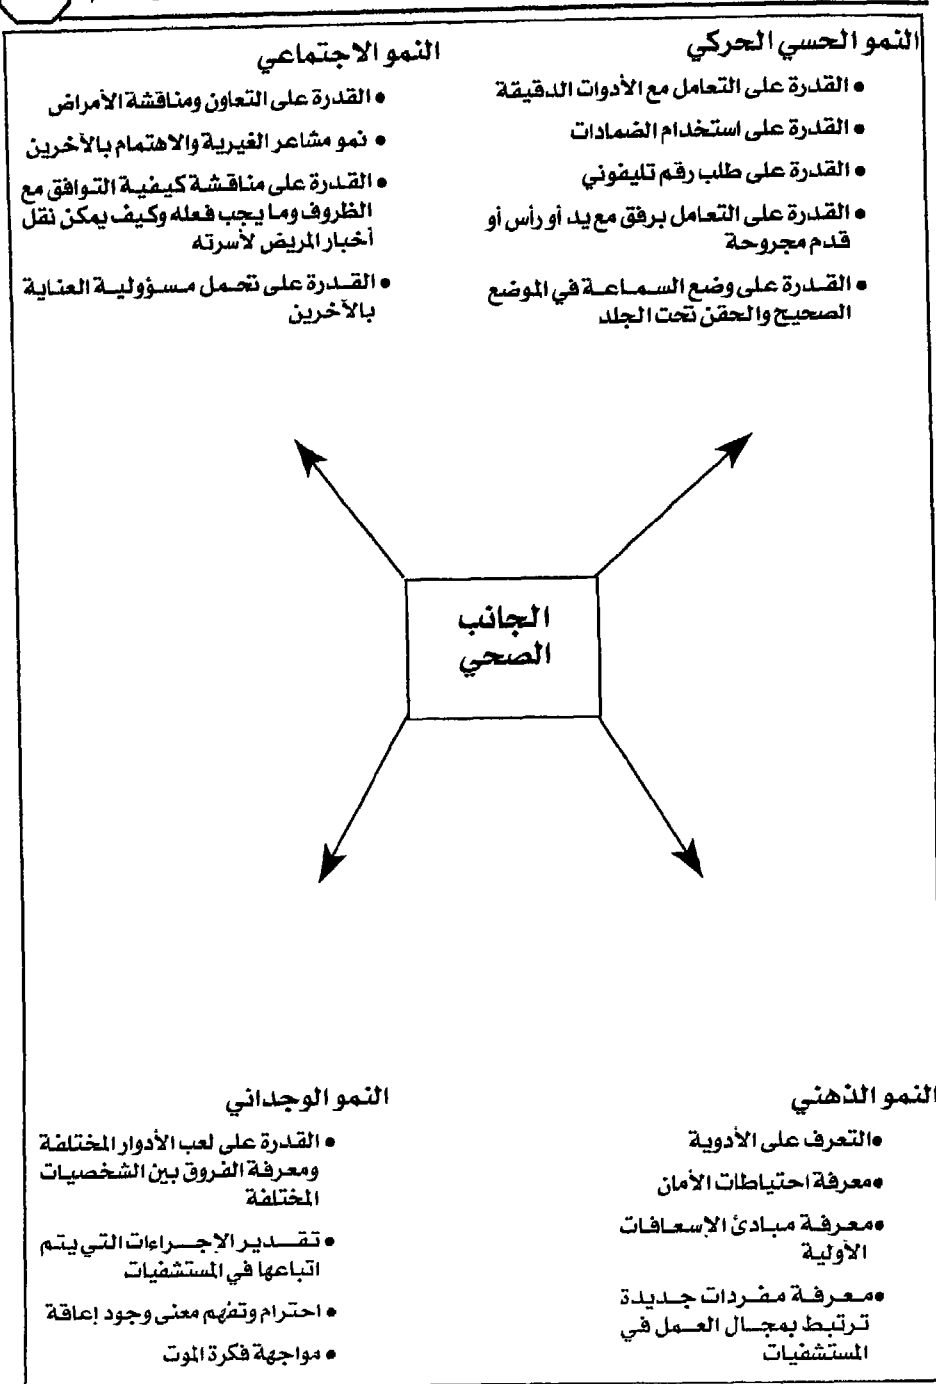 النمو الحسي الحركي
• القدرة على التعامل مع الأدوات الدقيقة
• القدرة على استخدام الضمادات
• القدرة على طلب رقم تليفوني
• القدرة على التعامل برفق مع يد أو رأس أو
قدم مجروحة
• القدرة على وضع السماعة في الموضع
الصحيح والحقن تحت الجلد
النمو الاجتماعي
• القدرة على التعاون ومناقشة الأمراض
• نمو مشاعر الغيرية والاهتمام بالآخرين
• القدرة على مناقشة كيفية التوافق مع
الظروف وما يجب فعله وكيف يمكن نقل
أخبار المريض لأسرته
• القدرة على تحمل مسؤولية العناية
بالآخرين
الجانب
الصحي
النمو الذهني
• التعرف على الأدوية
• معرفة احتياطات الأمان
• معرفة مبادئ الإسعافات
الأولية
• معرفة مفردات جديدة
ترتبط بمجال العمل في
المستشفيات
النمو الوجداني
• القدرة على لعب الأدوار المختلفة
ومعرفة الفروق بين الشخصيات
المختلفة
• تقدير الإجراءات التي يتم
اتباعها في المستشفيات
• احترام وتفهم معنى وجود إعاقة
• مواجهة فكرة الموت